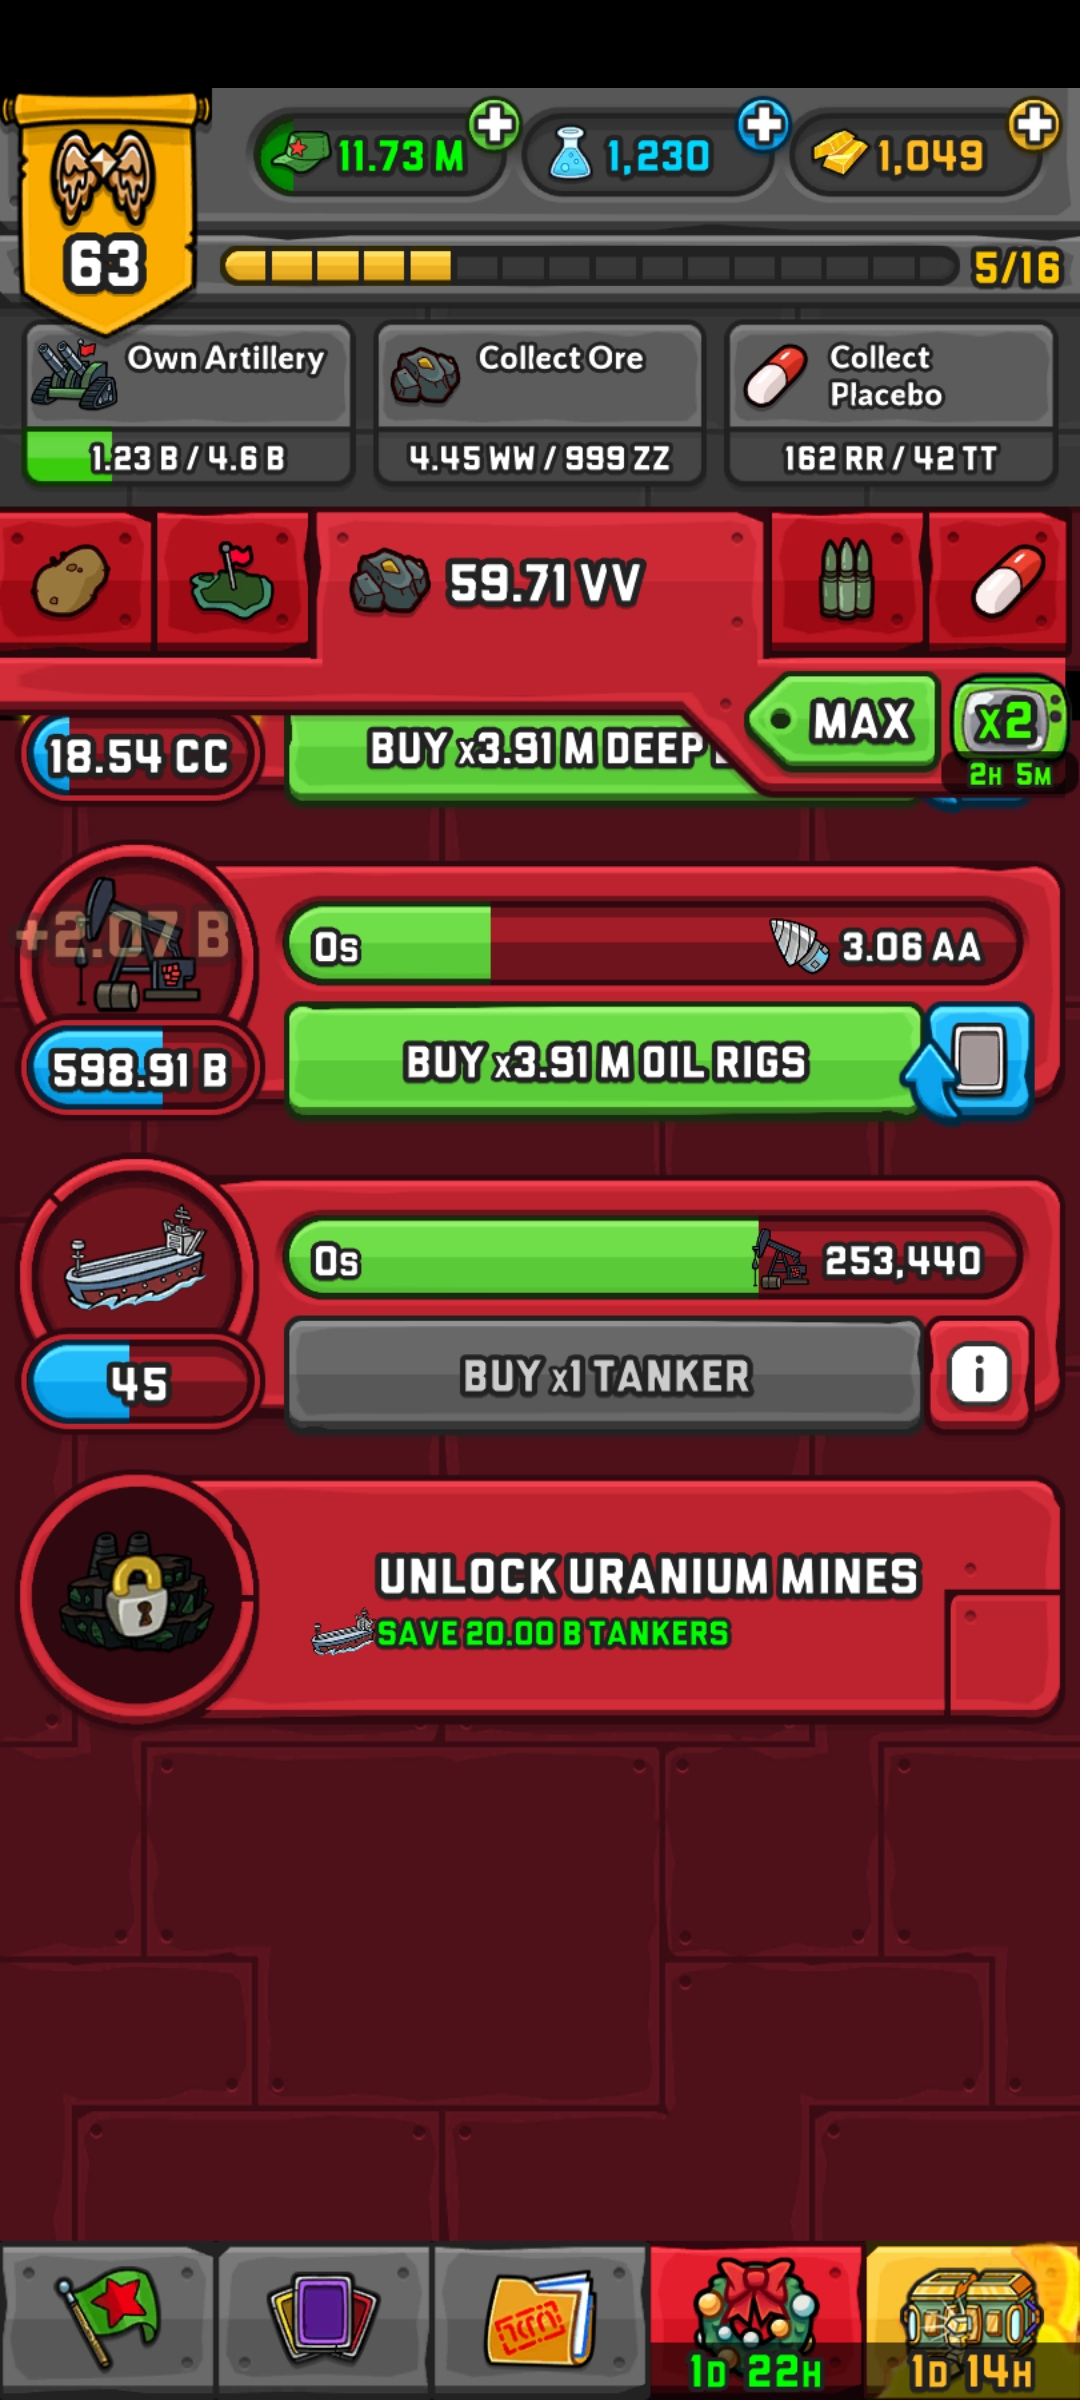 11.73 M
1,230
1,049
63
5/16
Own Artillery
1.23 B / 4.6 B
Collect Ore
4.45 WW / 999 ZZ
Collect
Placebo
162 RR / 42 TT
59.71 VV
MAX
x2
2H 5M
18.54 CC
BUY x3.91 M DEEP
+2.07 B
0s
3.06 AA
598.91 B
BUY x3.91 M OIL RIGS
0s
253,440
45
BUY x1 TANKER
i
UNLOCK URANIUM MINES
SAVE 20.00 B TANKERS
1D 22H
1D 14H